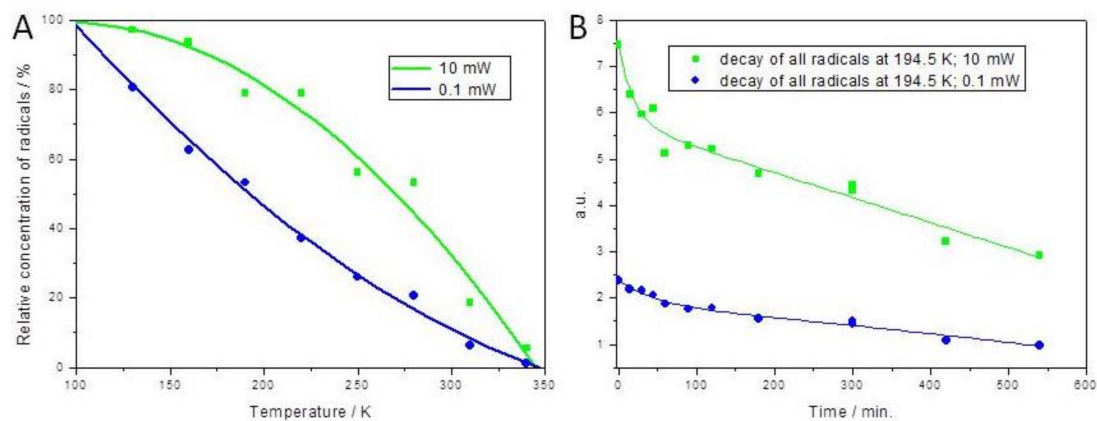 A
10 mW
0.1 mW
Relative concentration of radicals / %
100
80
60
40
20
0
100
150
200
250
300
350
Temperature / K
B
decay of all radicals at 194.5 K; 10 mW
decay of all radicals at 194.5 K; 0.1 mW
a.u.
8
7
6
5
4
3
2
1
0
100
200
300
400
500
600
Time / min.